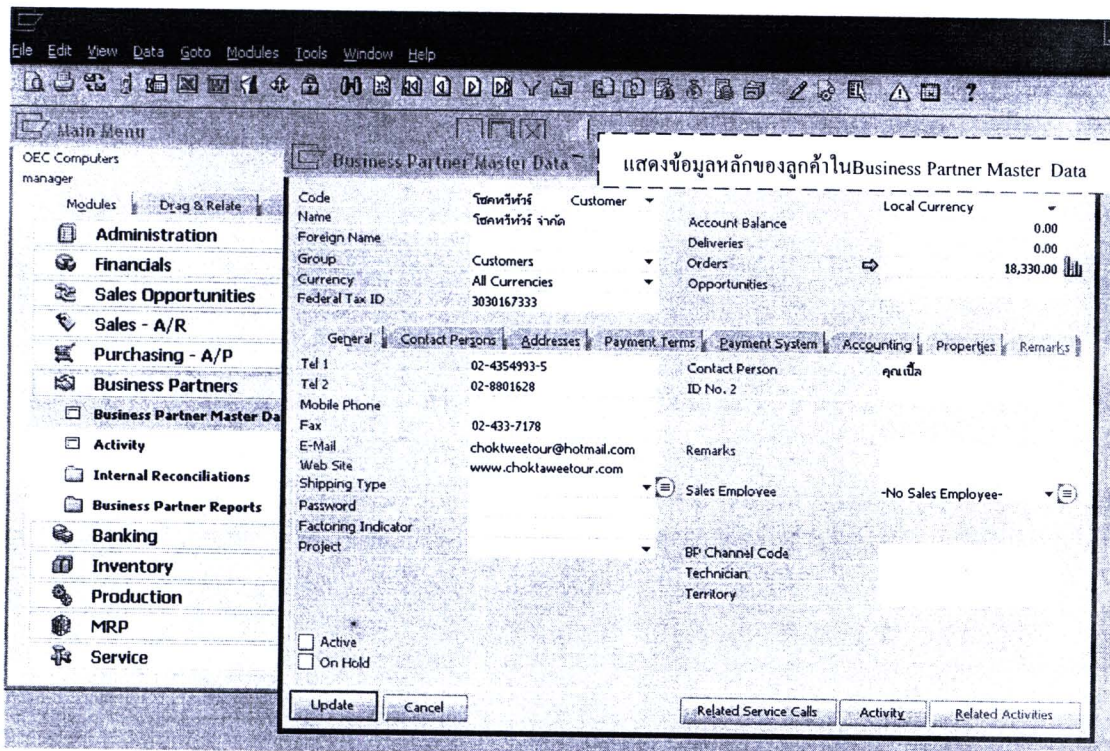 File Edit View Data Goto Modules Tools Window Help
Main Menu
OEC Computers
manager
Modules Drag & Relate
Administration
Financials
Sales Opportunities
Sales - A/R
Purchasing - A/P
Business Partners
Business Partner Master Da
Activity
Internal Reconciliations
Business Partner Reports
Banking
Inventory
Production
MRP
Service
Business Partner Master Data
แสดงข้อมูลหลักของลูกค้าในBusiness Partner Master Data
Code โชคทวีทัวร์ Customer
Name โชคทวีทัวร์ จำกัด
Foreign Name
Group Customers
Currency All Currencies
Federal Tax ID 3030167333
Local Currency
Account Balance 0.00
Deliveries 0.00
Orders 18,330.00
Opportunities
General Contact Persons Addresses Payment Terms Payment System Accounting Properties Remarks
Tel 1 02-4354993-5
Tel 2 02-8801628
Mobile Phone
Fax 02-433-7178
E-Mail choktweetour@hotmail.com
Web Site www.choktaweetour.com
Shipping Type
Password
Factoring Indicator
Project
Contact Person คุณเปิ้ล
ID No. 2
Remarks
Sales Employee -No Sales Employee-
BP Channel Code
Technician
Territory
Active
On Hold
Update Cancel Related Service Calls Activity Related Activities